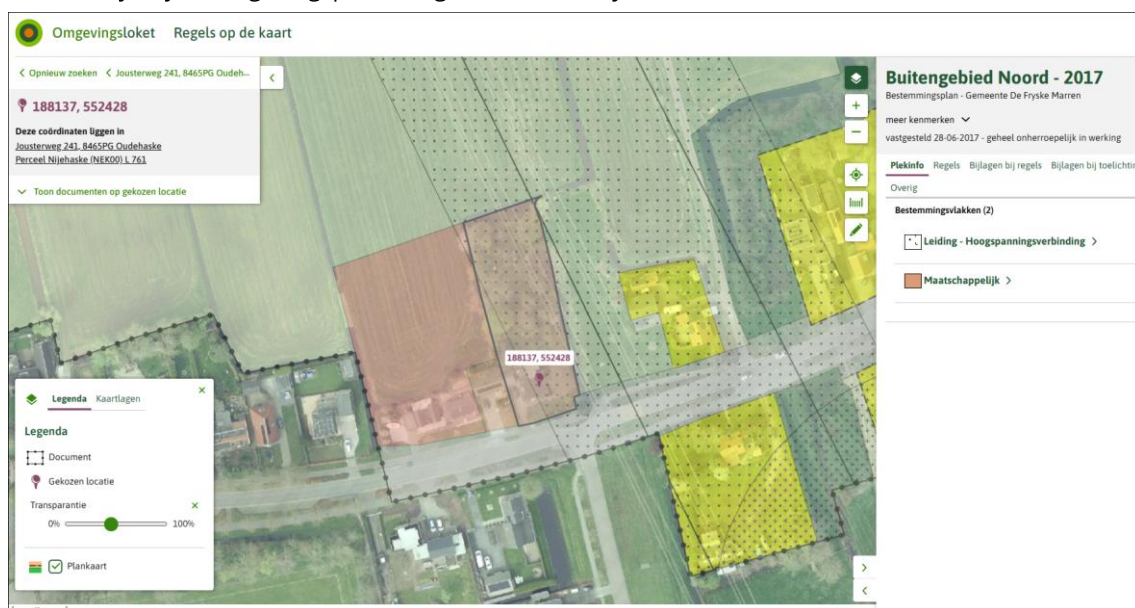 Omgevingsloket Regels op de kaart
Opnieuw zoeken Jousterweg 241, 8465PG Oudeh...
188137, 552428
Deze coördinaten liggen in
Jousterweg 241, 8465PG Oudehaske
Perceel Nijehaske (NEK00) L 761
Toon documenten op gekozen locatie
188137, 552428
Legenda Kaartlagen
Legenda
Document
Gekozen locatie
Transparantie
0% 100%
Plankaart
Buitengebied Noord - 2017
Bestemmingsplan - Gemeente De Fryske Marren
meer kenmerken
vastgesteld 28-06-2017 - geheel onherroepelijk in werking
Plekinfo Regels Bijlagen bij regels Bijlagen bij toelichtin
Overig
Bestemmingsvlakken (2)
Leiding - Hoogspanningsverbinding
Maatschappelijk